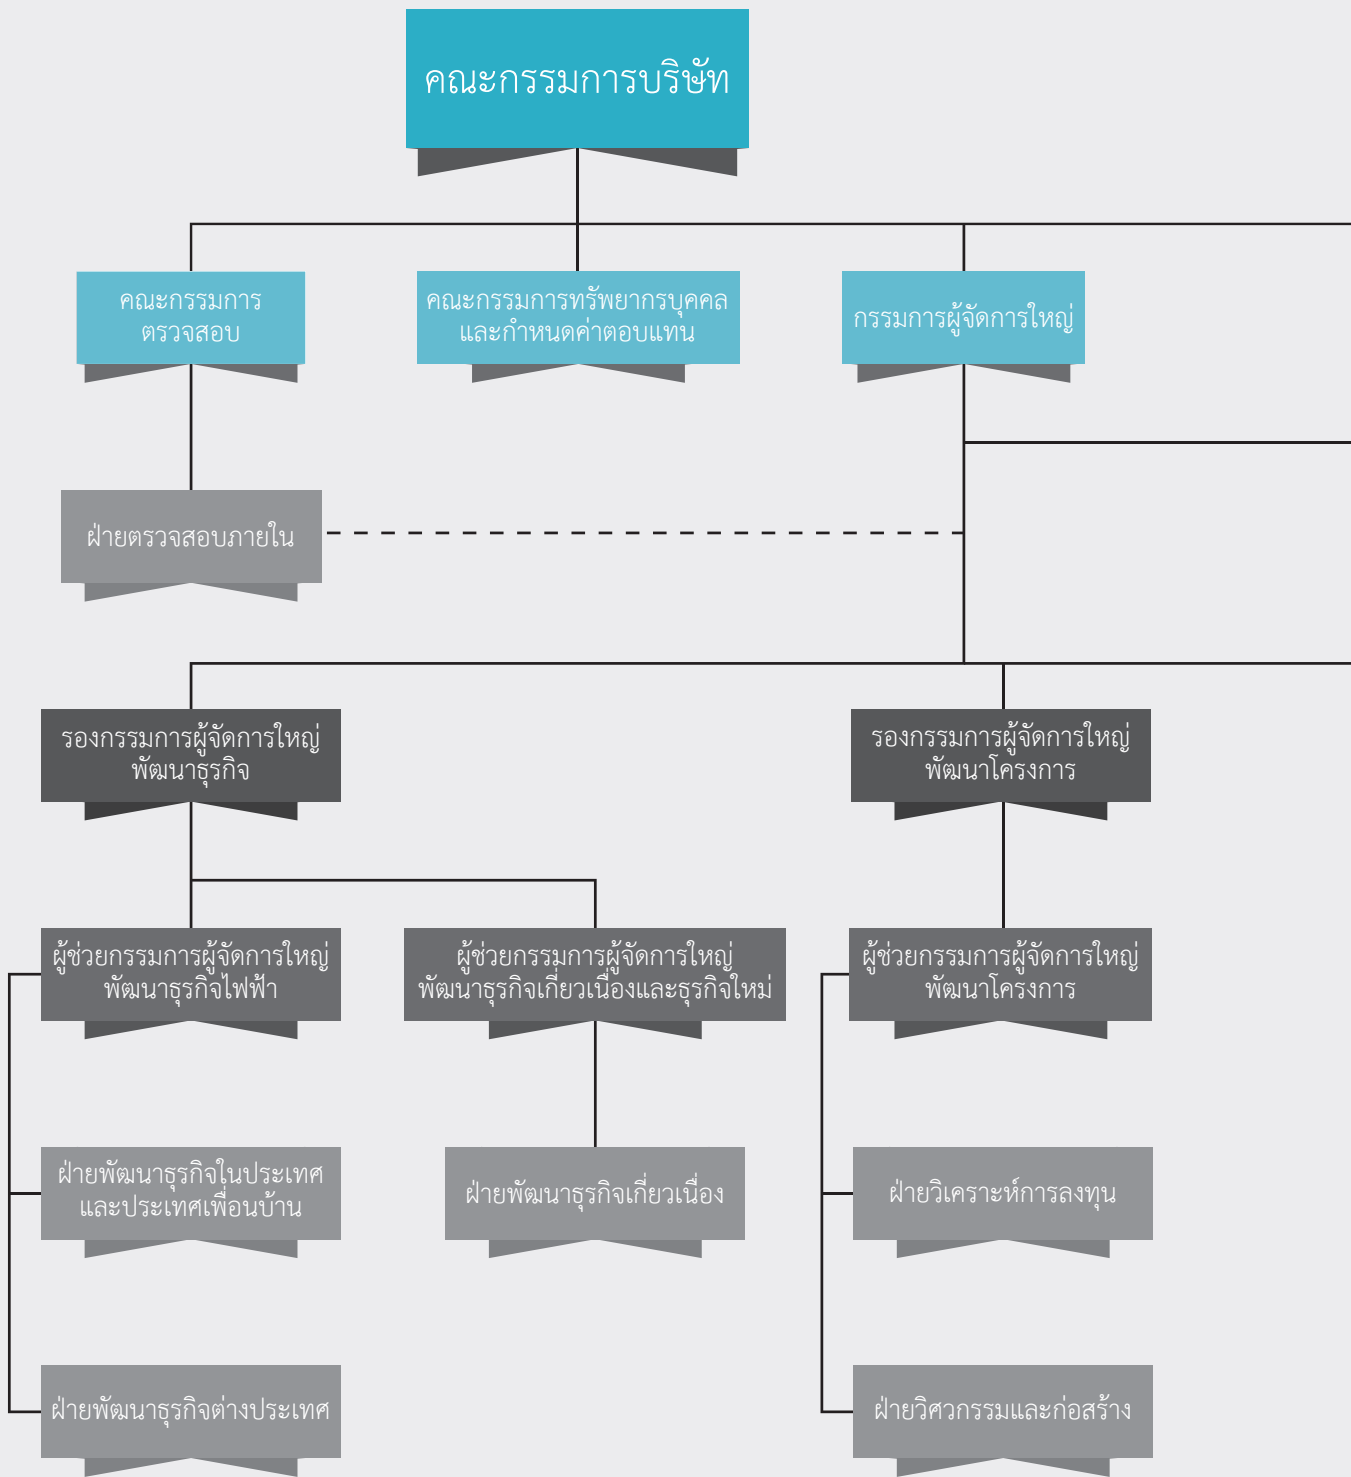 คณะกรรมการบริษัท
คณะกรรมการ
ตรวจสอบ
คณะกรรมการทรัพยากรบุคคล
และกำหนดค่าตอบแทน
กรรมการผู้จัดการใหญ่
ฝ่ายตรวจสอบภายใน
รองกรรมการผู้จัดการใหญ่
พัฒนาธุรกิจ
รองกรรมการผู้จัดการใหญ่
พัฒนาโครงการ
ผู้ช่วยกรรมการผู้จัดการใหญ่
พัฒนาธุรกิจไฟฟ้า
ผู้ช่วยกรรมการผู้จัดการใหญ่
พัฒนาธุรกิจเกี่ยวเนื่องและธุรกิจใหม่
ผู้ช่วยกรรมการผู้จัดการใหญ่
พัฒนาโครงการ
ฝ่ายพัฒนาธุรกิจในประเทศ
และประเทศเพื่อนบ้าน
ฝ่ายพัฒนาธุรกิจเกี่ยวเนื่อง
ฝ่ายวิเคราะห์การลงทุน
ฝ่ายพัฒนาธุรกิจต่างประเทศ
ฝ่ายวิศวกรรมและก่อสร้าง